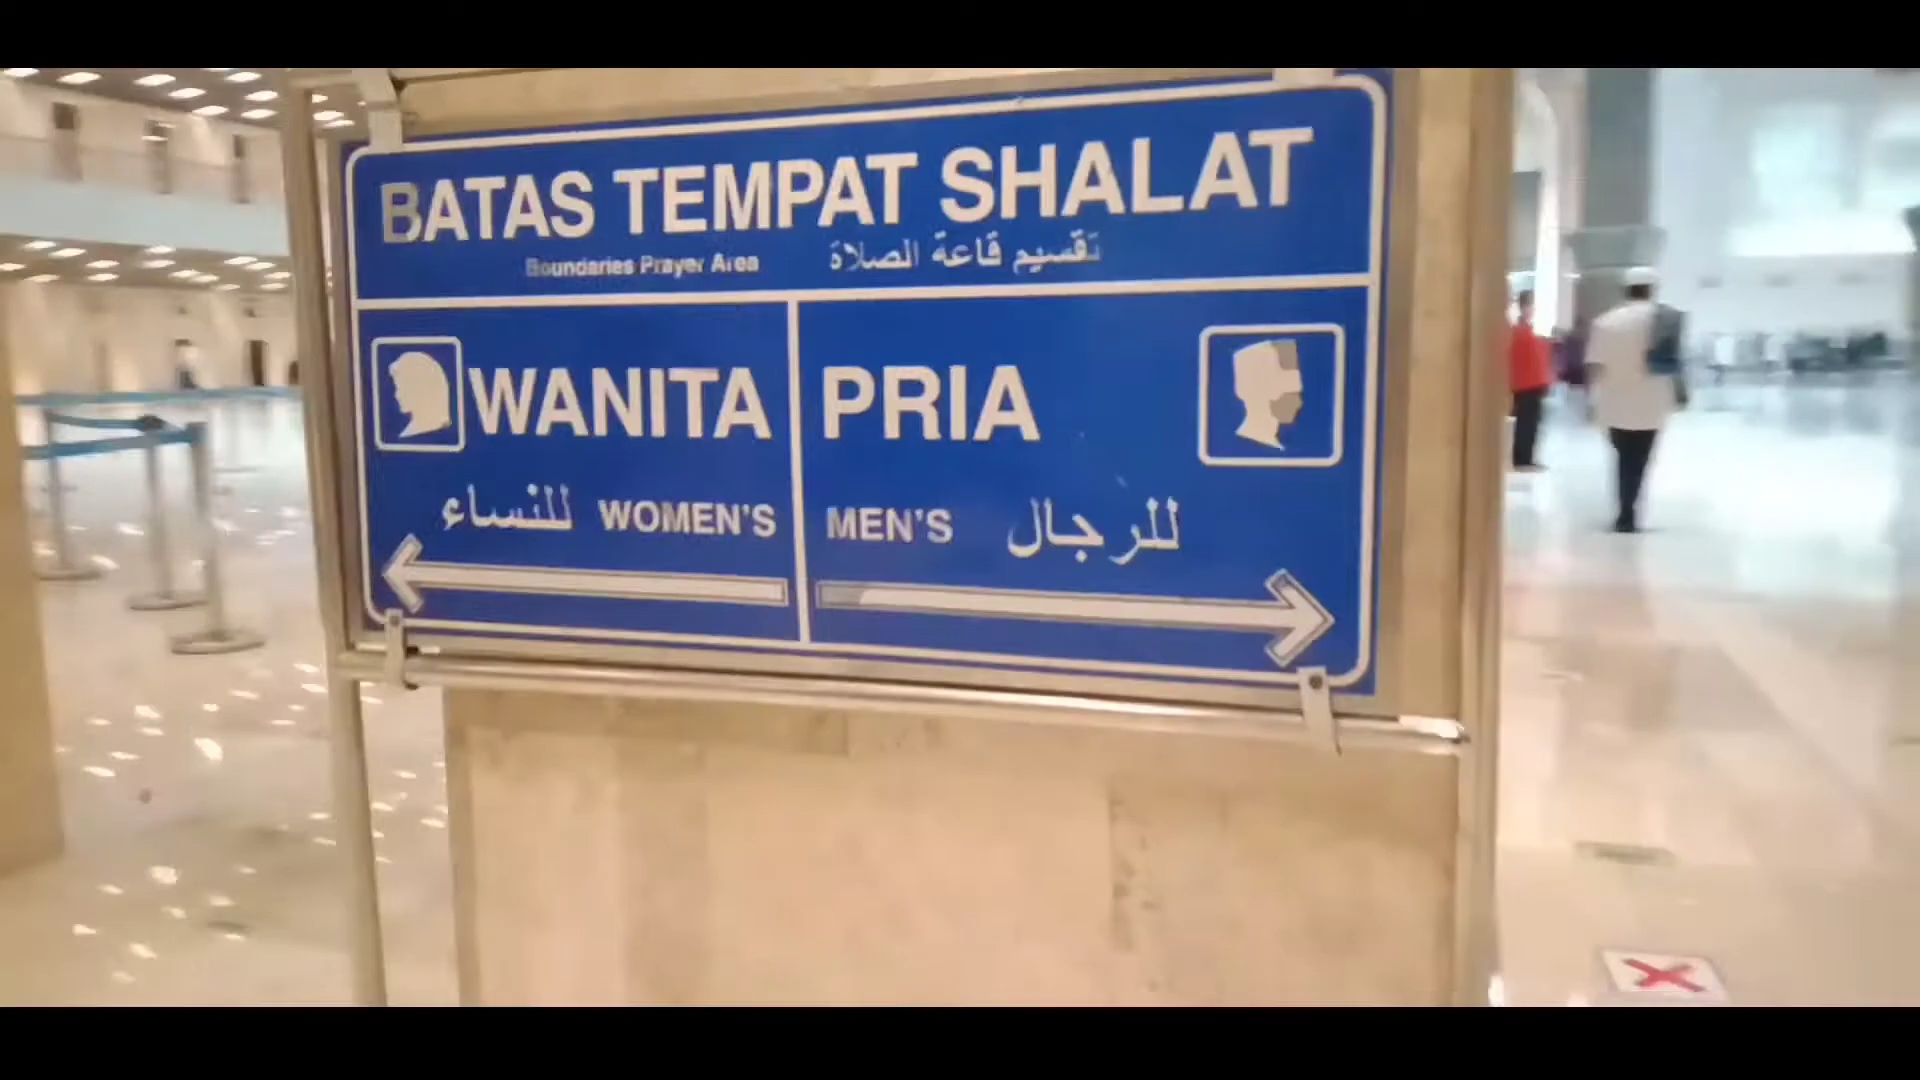 BATAS TEMPAT SHALAT
Boundaries Prayer Area تقسيم قاعة الصلاة
WANITA
للنساء WOMEN'S
PRIA
MEN'S للرجال